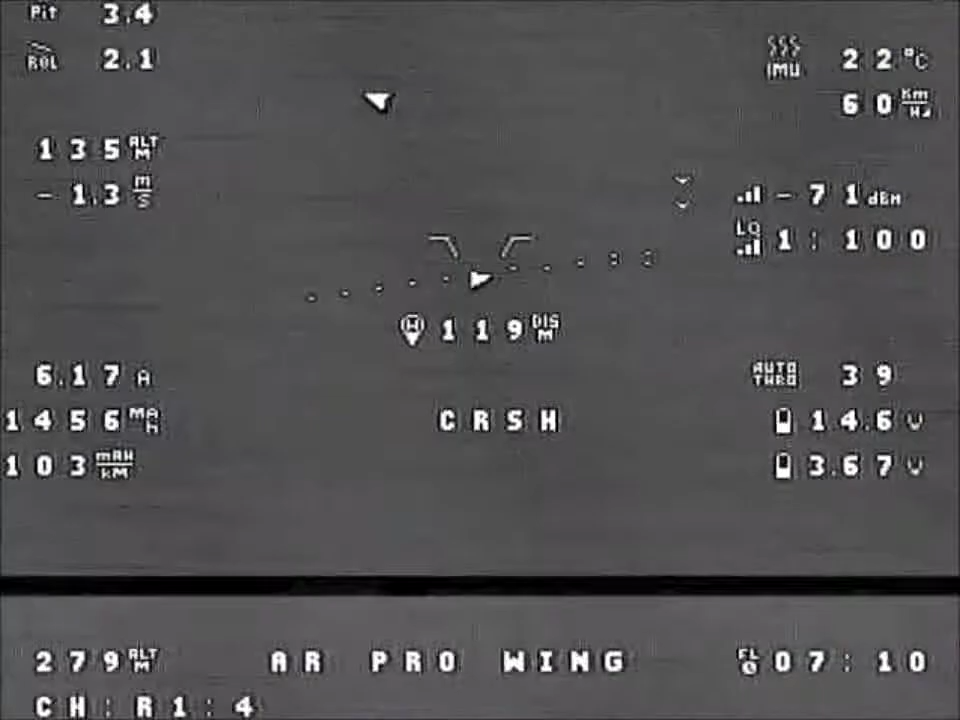 Pit 3.4
ROL 2.1
IMU 22 °C
60 Km/H
135 ALT M
-1.3 m/s
-71 dBm
LQ 1:100
H 119 DIS M
6.17 A
AUTO THRO 39
1456 MA H
CRSH
14.6 V
103 mAH/KM
3.67 V
279 ALT M
AR PRO WING
FL 07:10
CH:R1:4